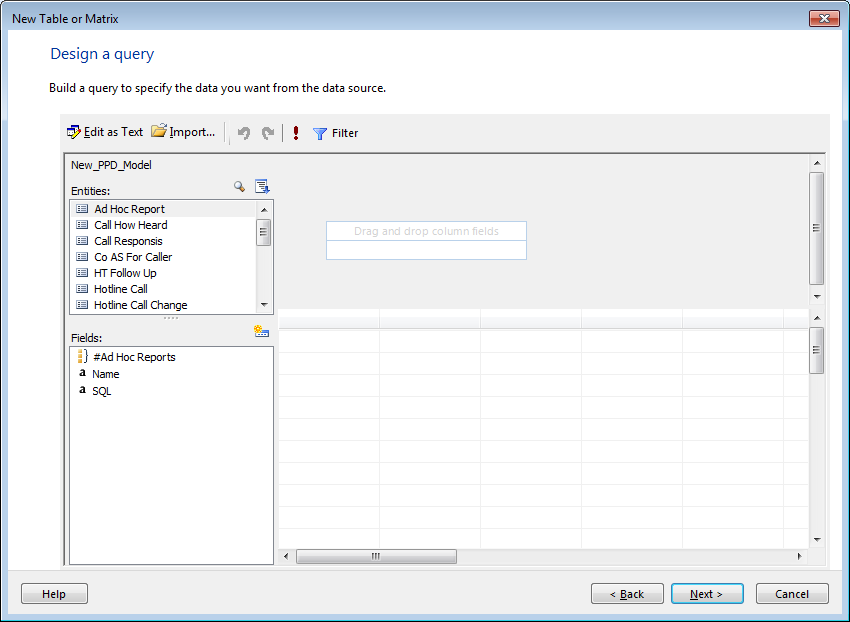 New Table or Matrix
Design a query
Build a query to specify the data you want from the data source.
Edit as Text Import... Filter
New_PPD_Model
Entities:
Ad Hoc Report
Call How Heard
Call Responsis
Co AS For Caller
HT Follow Up
Hotline Call
Hotline Call Change
Drag and drop column fields
Fields:
#Ad Hoc Reports
a Name
a SQL
Help < Back Next > Cancel